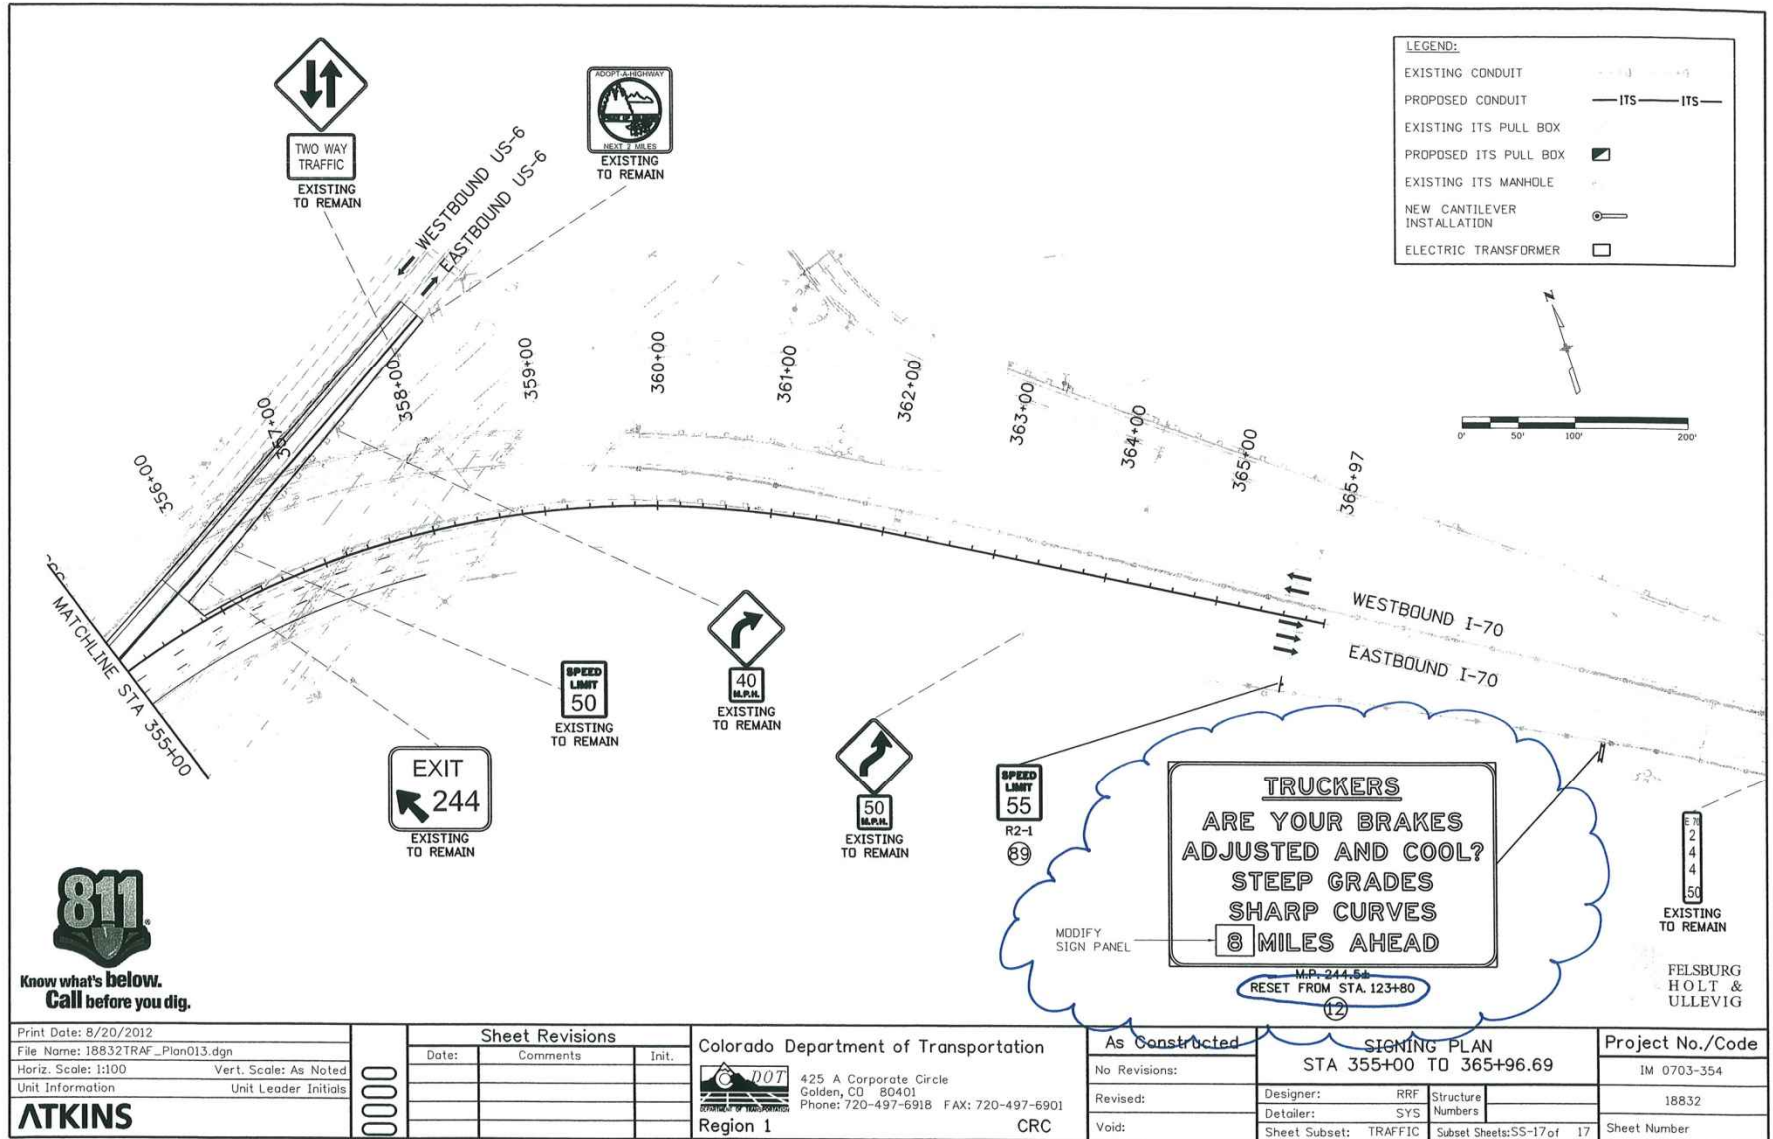 TWO WAY
TRAFFIC
EXISTING
TO REMAIN
ADOPT-A-HIGHWAY
NEXT 2 MILES
EXISTING
TO REMAIN
WESTBOUND US-6
EASTBOUND US-6
LEGEND:
EXISTING CONDUIT
PROPOSED CONDUIT ITS ITS
EXISTING ITS PULL BOX
PROPOSED ITS PULL BOX
EXISTING ITS MANHOLE
NEW CANTILEVER
INSTALLATION
ELECTRIC TRANSFORMER
N
0' 50' 100' 200'
356+00
357+00
358+00
359+00
360+00
361+00
362+00
363+00
364+00
365+00
365+97
MATCHLINE STA 355+00
WESTBOUND I-70
EASTBOUND I-70
EXIT
244
EXISTING
TO REMAIN
SPEED
LIMIT
50
EXISTING
TO REMAIN
40
M.P.H.
EXISTING
TO REMAIN
50
M.P.H.
EXISTING
TO REMAIN
SPEED
LIMIT
55
R2-1
89
TRUCKERS
ARE YOUR BRAKES
ADJUSTED AND COOL?
STEEP GRADES
SHARP CURVES
8 MILES AHEAD
MODIFY
SIGN PANEL
M.P. 244.5±
RESET FROM STA. 123+80
12
E 70
2
4
4
50
EXISTING
TO REMAIN
FELSBURG
HOLT &
ULLEVIG
811
Know what's below.
Call before you dig.
Print Date: 8/20/2012
File Name: 18832TRAF_Plan013.dgn
Horiz. Scale: 1:100 Vert. Scale: As Noted
Unit Information Unit Leader Initials
ATKINS
Sheet Revisions
Date: Comments Init.
Colorado Department of Transportation
DOT
DEPARTMENT OF TRANSPORTATION
425 A Corporate Circle
Golden, CO 80401
Phone: 720-497-6918 FAX: 720-497-6901
Region 1 CRC
As Constructed
No Revisions:
Revised:
Void:
SIGNING PLAN
STA 355+00 TO 365+96.69
Designer: RRF
Detailer: SYS
Sheet Subset: TRAFFIC
Structure
Numbers
Subset Sheets: SS-17 of 17
Project No./Code
IM 0703-354
18832
Sheet Number